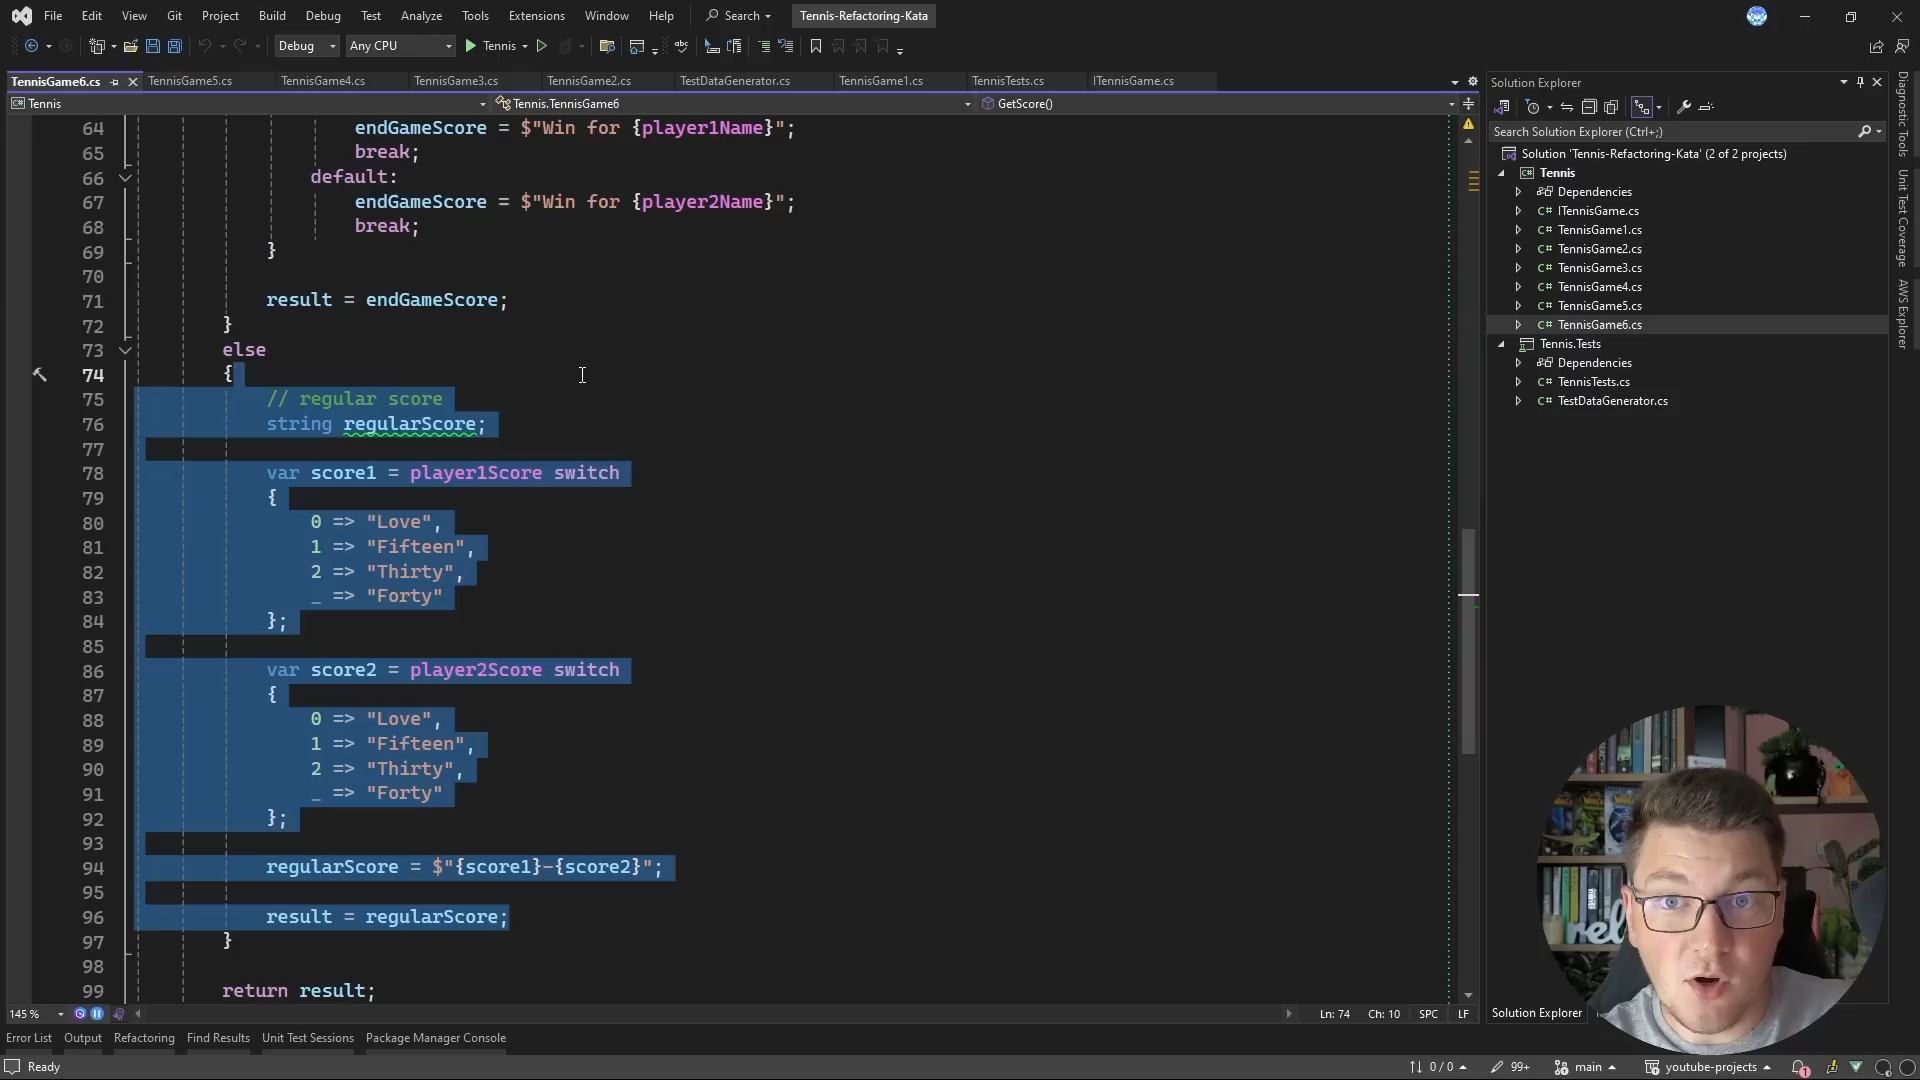 File Edit View Git Project Build Debug Test Analyze Tools Extensions Window Help Search Tennis-Refactoring-Kata
Debug Any CPU Tennis
TennisGame6.cs TennisGame5.cs TennisGame4.cs TennisGame3.cs TennisGame2.cs TestDataGenerator.cs TennisGame1.cs TennisTests.cs ITennisGame.cs
Tennis Tennis.TennisGame6 GetScore()
64 endGameScore = $"Win for {player1Name}";
65 break;
66 default:
67 endGameScore = $"Win for {player2Name}";
68 break;
69 }
70
71 result = endGameScore;
72 }
73 else
74 {
75 // regular score
76 string regularScore;
77
78 var score1 = player1Score switch
79 {
80 0 => "Love",
81 1 => "Fifteen",
82 2 => "Thirty",
83 _ => "Forty"
84 };
85
86 var score2 = player2Score switch
87 {
88 0 => "Love",
89 1 => "Fifteen",
90 2 => "Thirty",
91 _ => "Forty"
92 };
93
94 regularScore = $"{score1}-{score2}";
95
96 result = regularScore;
97 }
98
99 return result;
145 % Ln: 74 Ch: 10 SPC LF
Error List Output Refactoring Find Results Unit Test Sessions Package Manager Console
Solution Explorer
Search Solution Explorer (Ctrl+;)
Solution 'Tennis-Refactoring-Kata' (2 of 2 projects)
Tennis
Dependencies
C# ITennisGame.cs
C# TennisGame1.cs
C# TennisGame2.cs
C# TennisGame3.cs
C# TennisGame4.cs
C# TennisGame5.cs
C# TennisGame6.cs
Tennis.Tests
Dependencies
C# TennisTests.cs
C# TestDataGenerator.cs
Solution Explorer
Diagnostic Tools
Unit Test Coverage
AWS Explorer
Ready 0 / 0 99+ main youtube-projects 1